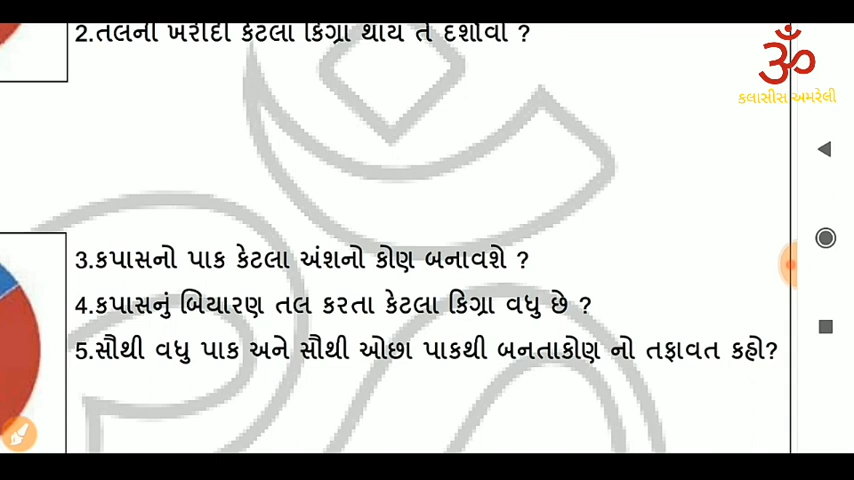 2.તલની ખરીદી કેટલા કિગ્રા થાય તે દર્શાવો ?
ૐ
કલાસીસ અમરેલી
3.કપાસનો પાક કેટલા અંશનો કોણ બનાવશે ?
4.કપાસનું બિયારણ તલ કરતા કેટલા કિગ્રા વધુ છે ?
5.સૌથી વધુ પાક અને સૌથી ઓછા પાકથી બનતાકોણ નો તફાવત કહો?